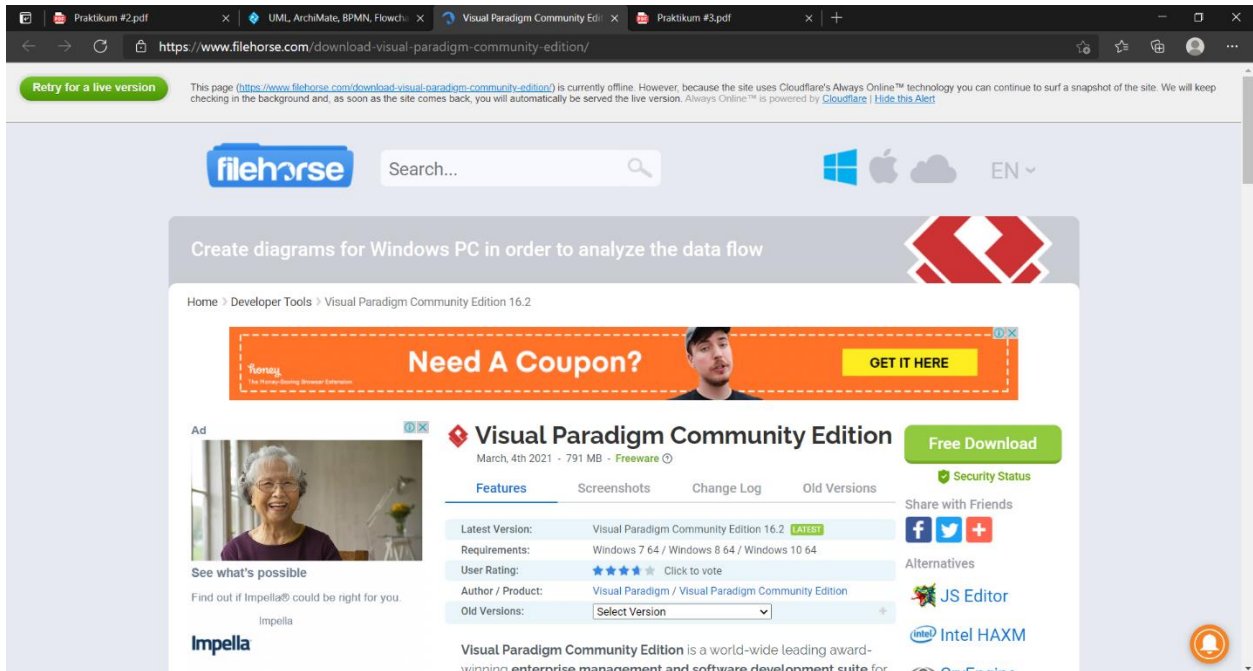 Praktikum #2.pdf
UML, ArchiMate, BPMN, Flowcha
Visual Paradigm Community Edit
Praktikum #3.pdf
https://www.filehorse.com/download-visual-paradigm-community-edition/
Retry for a live version
This page (https://www.filehorse.com/download-visual-paradigm-community-edition/) is currently offline. However, because the site uses Cloudflare's Always Online™ technology you can continue to surf a snapshot of the site. We will keep
checking in the background and, as soon as the site comes back, you will automatically be served the live version. Always Online™ is powered by Cloudflare | Hide this Alert
filehorse
Search...
EN
Create diagrams for Windows PC in order to analyze the data flow
Home > Developer Tools > Visual Paradigm Community Edition 16.2
honey
The Money-Saving Browser Extension
Need A Coupon?
GET IT HERE
Ad
See what's possible
Find out if Impella® could be right for you.
Impella
Impella
Visual Paradigm Community Edition
March, 4th 2021 - 791 MB - Freeware
Features Screenshots Change Log Old Versions
Latest Version: Visual Paradigm Community Edition 16.2 LATEST
Requirements: Windows 7 64 / Windows 8 64 / Windows 10 64
User Rating: Click to vote
Author / Product: Visual Paradigm / Visual Paradigm Community Edition
Old Versions: Select Version
Visual Paradigm Community Edition is a world-wide leading award-
winning enterprise management and software development suite for
Free Download
Security Status
Share with Friends
Alternatives
JS Editor
intel Intel HAXM
CryEngine